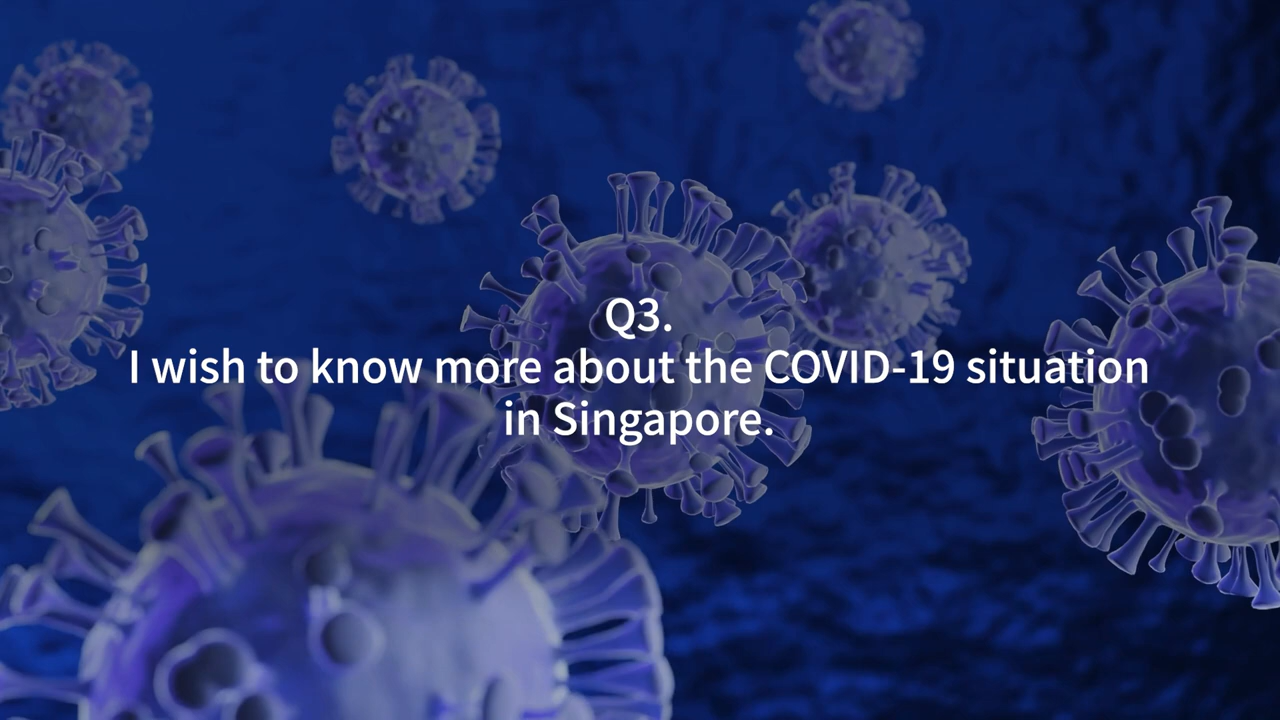 Q3.
I wish to know more about the COVID-19 situation
in Singapore.